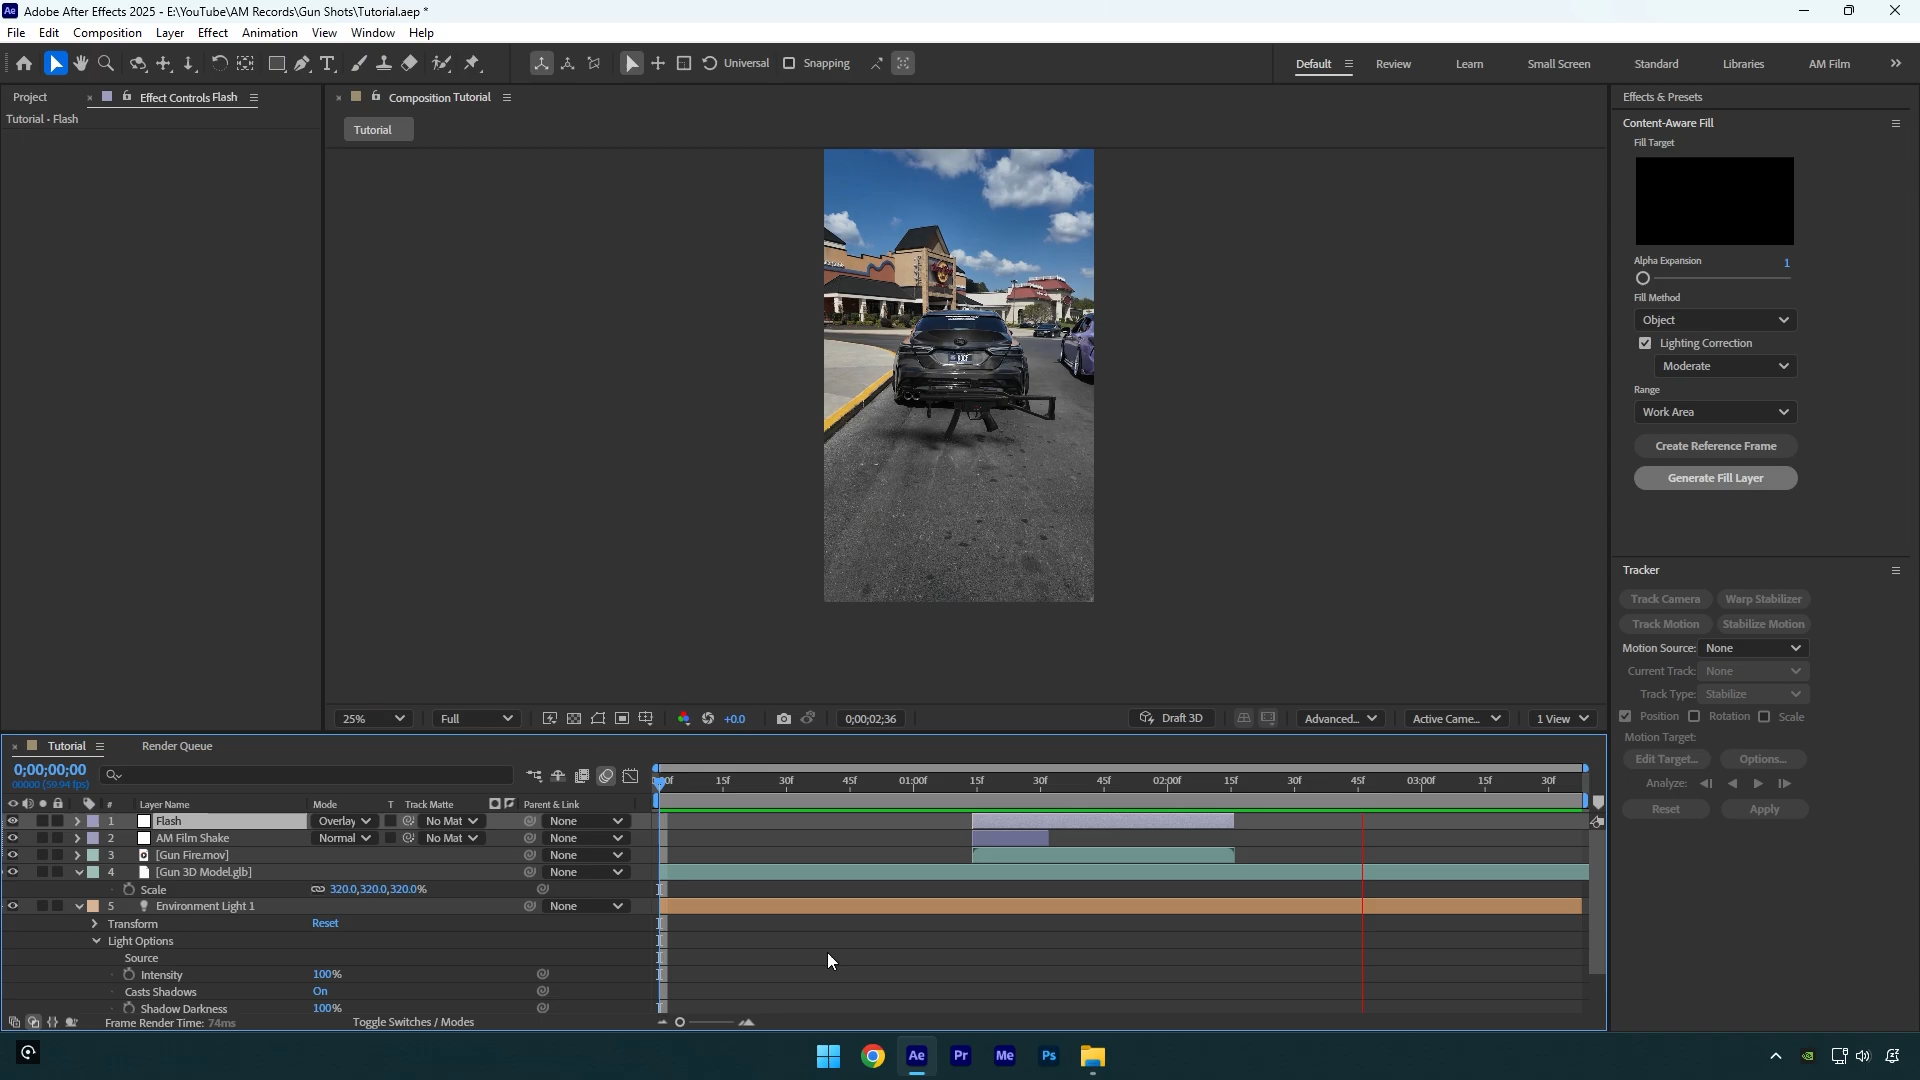 Adobe After Effects 2025 - E:\YouTube\AM Records\Gun Shots\Tutorial.aep *
File Edit Composition Layer Effect Animation View Window Help
Universal Snapping Default Review Learn Small Screen Standard Libraries AM Film
Project Effect Controls Flash
Tutorial • Flash
Composition Tutorial
Tutorial
Effects & Presets
Content-Aware Fill
Fill Target
Alpha Expansion 1
Fill Method
Object
Lighting Correction
Moderate
Range
Work Area
Create Reference Frame
Generate Fill Layer
Tracker
Track Camera Warp Stabilizer
Track Motion Stabilize Motion
Motion Source: None
Current Track: None
Track Type: Stabilize
Position Rotation Scale
Motion Target:
Edit Target... Options...
Analyze:
Reset Apply
25% Full +0.0 0;00;02;36 Draft 3D Advanced... Active Came... 1 View
Tutorial Render Queue
0;00;00;00
00000 (59.94 fps)
15f 30f 45f 01:00f 15f 30f 45f 02:00f 15f 30f 45f 03:00f 15f 30f
# Layer Name Mode T Track Matte Parent & Link
1 Flash Overlay No Mat None
2 AM Film Shake Normal No Mat None
3 [Gun Fire.mov] None
4 [Gun 3D Model.glb] None
Scale 320.0,320.0,320.0%
5 Environment Light 1 None
Transform Reset
Light Options
Source
Intensity 100%
Casts Shadows On
Shadow Darkness 100%
Frame Render Time: 74ms Toggle Switches / Modes
Ae Pr Me Ps